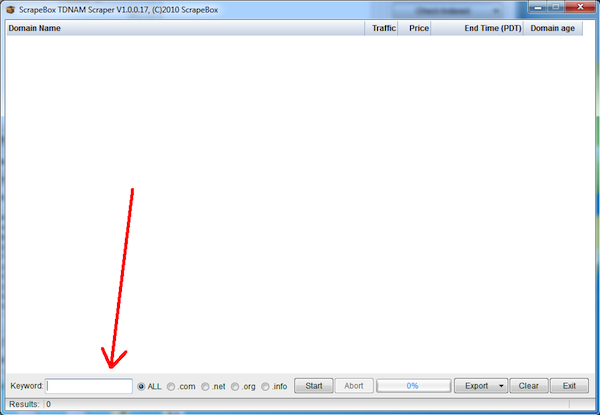 ScrapeBox TDNAM Scraper V1.0.0.17, (C)2010 ScrapeBox
Domain Name Traffic Price End Time (PDT) Domain age
Keyword: ALL .com .net .org .info Start Abort 0% Export Clear Exit
Results: 0